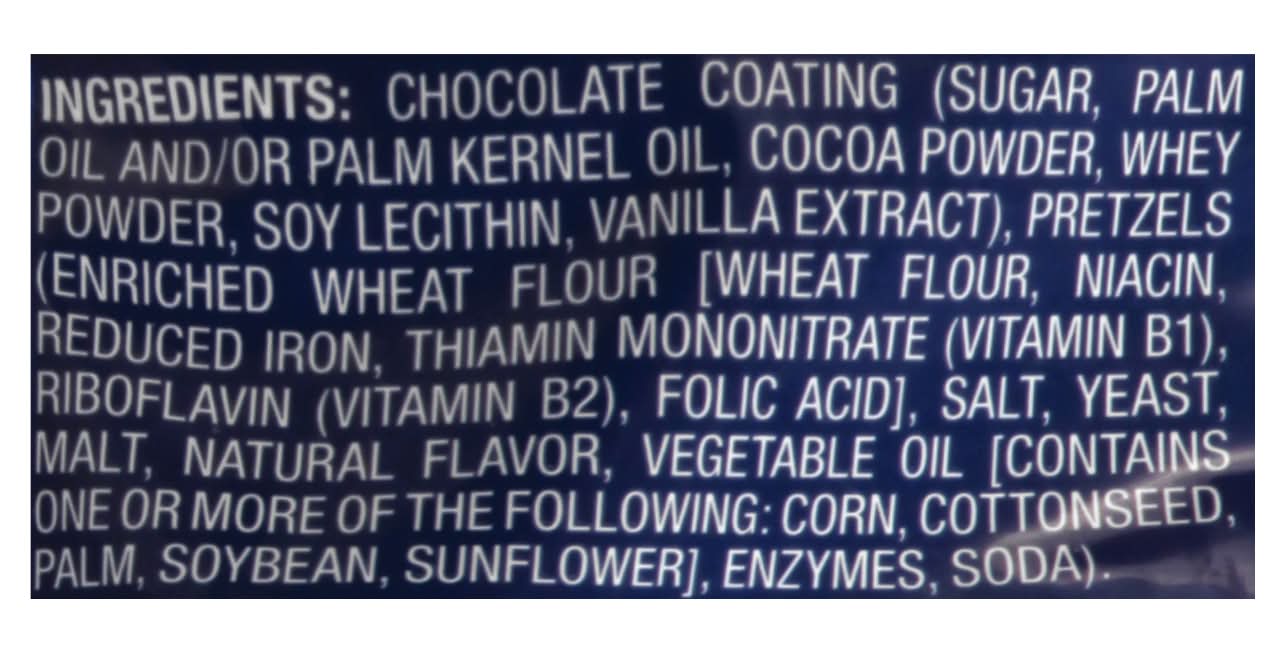 INGREDIENTS: CHOCOLATE COATING (SUGAR, PALM
OIL AND/OR PALM KERNEL OIL, COCOA POWDER, WHEY
POWDER, SOY LECITHIN, VANILLA EXTRACT), PRETZELS
(ENRICHED WHEAT FLOUR [WHEAT FLOUR, NIACIN,
REDUCED IRON, THIAMIN MONONITRATE (VITAMIN B1),
RIBOFLAVIN (VITAMIN B2), FOLIC ACID], SALT, YEAST,
MALT, NATURAL FLAVOR, VEGETABLE OIL [CONTAINS
ONE OR MORE OF THE FOLLOWING: CORN, COTTONSEED,
PALM, SOYBEAN, SUNFLOWER], ENZYMES, SODA).